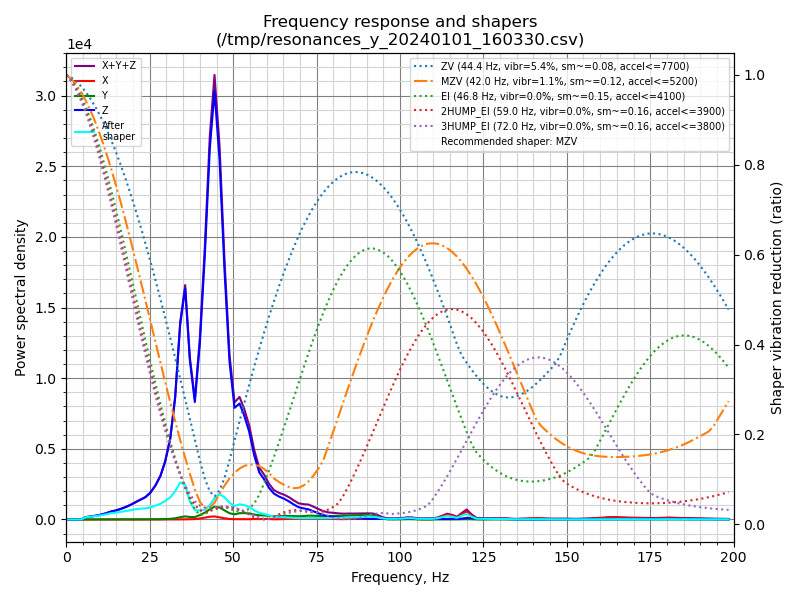 Frequency response and shapers
(/tmp/resonances_y_20240101_160330.csv)
1e4
X+Y+Z
X
Y
Z
After
shaper
ZV (44.4 Hz, vibr=5.4%, sm~=0.08, accel<=7700)
MZV (42.0 Hz, vibr=1.1%, sm~=0.12, accel<=5200)
EI (46.8 Hz, vibr=0.0%, sm~=0.15, accel<=4100)
2HUMP_EI (59.0 Hz, vibr=0.0%, sm~=0.16, accel<=3900)
3HUMP_EI (72.0 Hz, vibr=0.0%, sm~=0.16, accel<=3800)
Recommended shaper: MZV
Power spectral density
3.0
2.5
2.0
1.5
1.0
0.5
0.0
1.0
0.8
0.6
0.4
0.2
0.0
Shaper vibration reduction (ratio)
0 25 50 75 100 125 150 175 200
Frequency, Hz